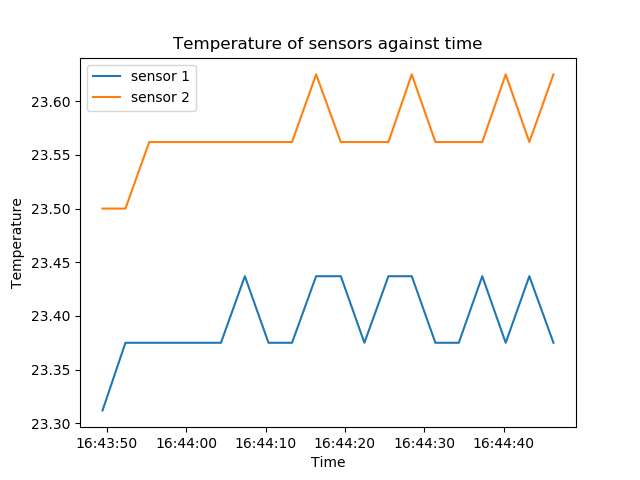 Temperature of sensors against time
sensor 1
sensor 2
23.60
23.55
23.50
23.45
23.40
23.35
23.30
Temperature
16:43:50 16:44:00 16:44:10 16:44:20 16:44:30 16:44:40
Time